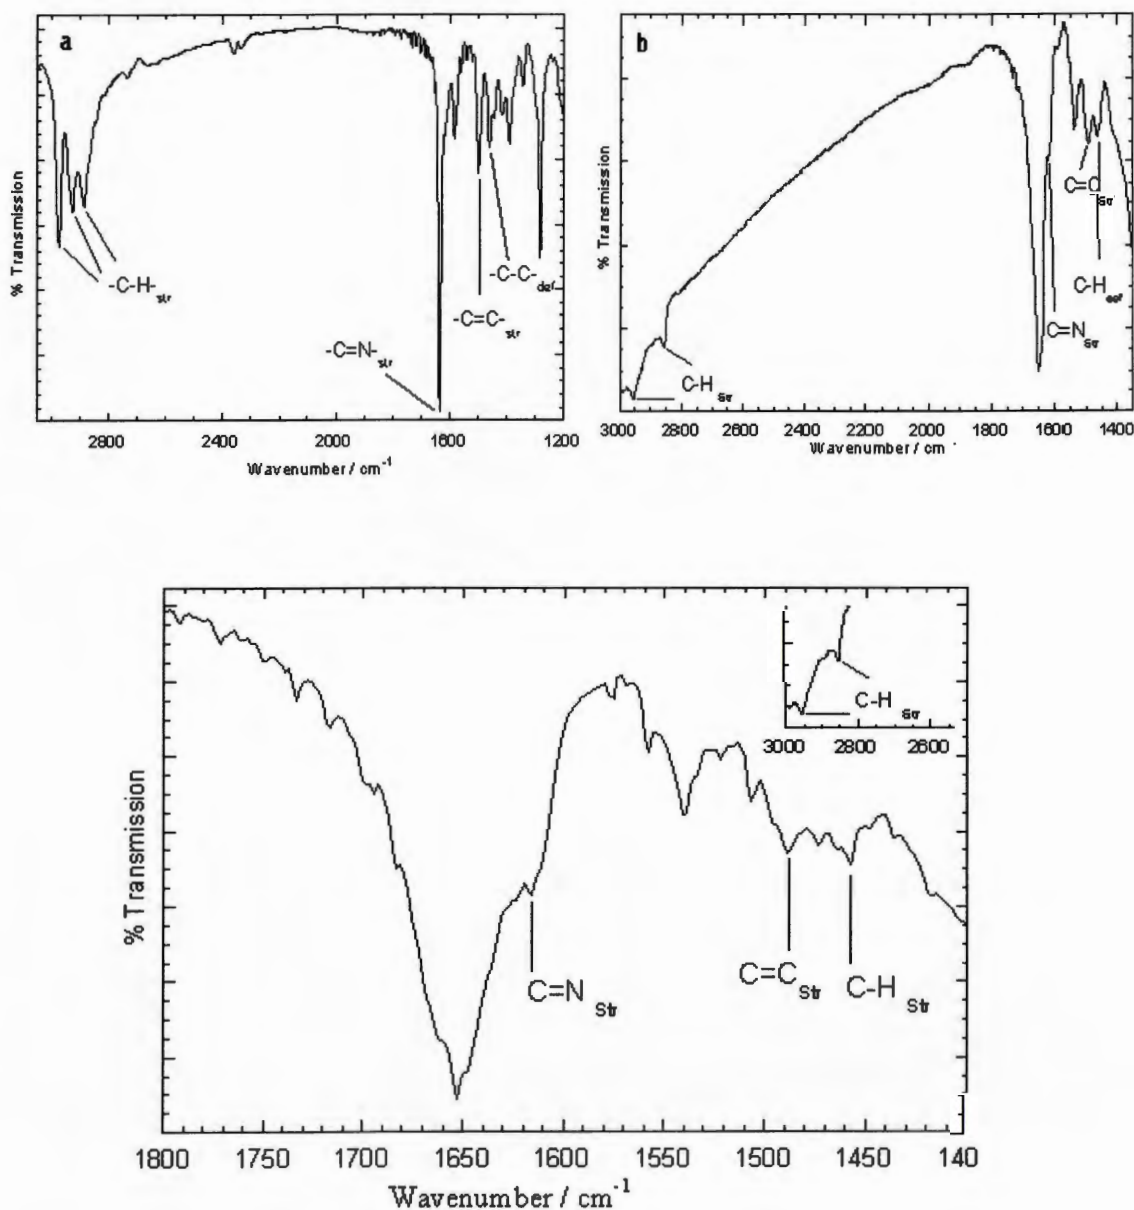 a
% Transmission
-C-H-str
-C-C-def
-C=C-str
-C=N-str
2800 2400 2000 1600 1200
Wavenumber / cm-1
b
% Transmission
C=C Str
C-H def
C=N Str
C-H Str
3000 2800 2600 2400 2200 2000 1800 1600 1400
Wavenumber / cm-
% Transmission
C-H Str
3000 2800 2600
C=N Str
C=C Str
C-H Str
1800 1750 1700 1650 1600 1550 1500 1450 140
Wavenumber / cm-1